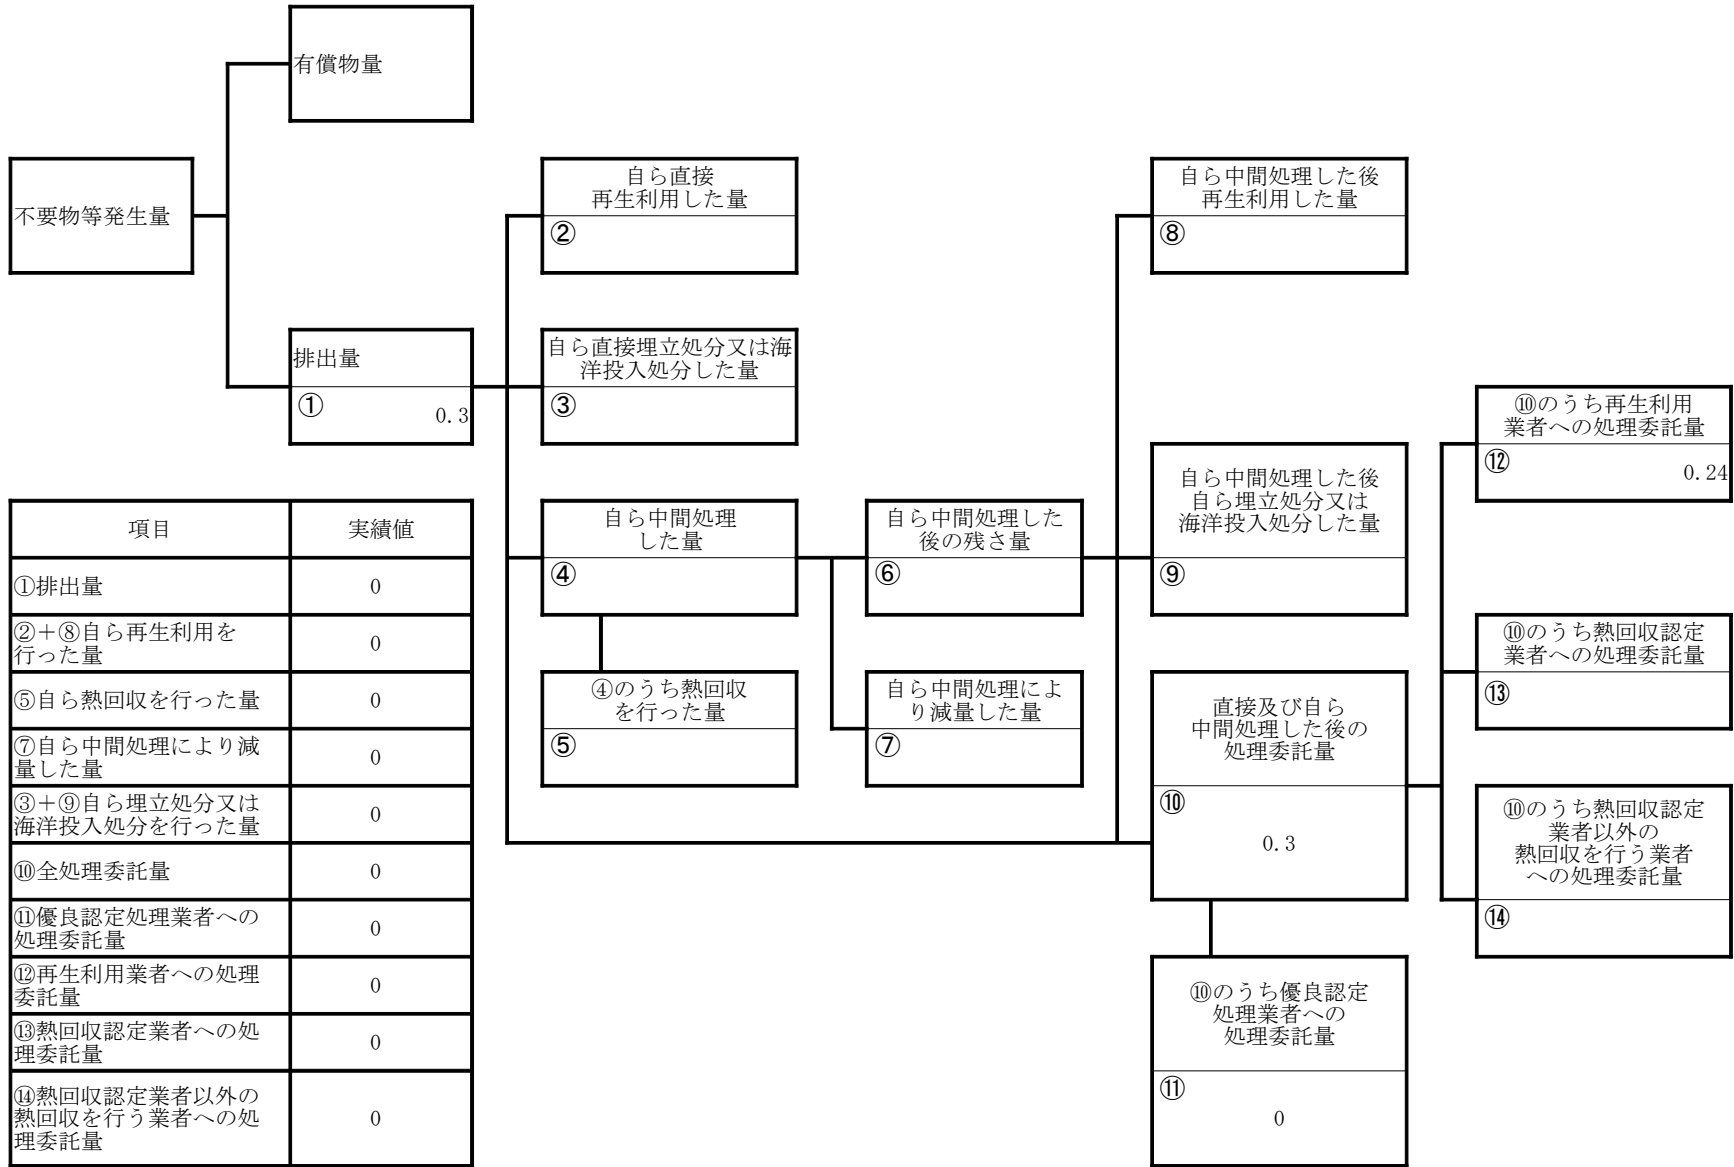 有償物量
不要物等発生量
自ら直接
再生利用した量
②
自ら中間処理した後
再生利用した量
⑧
排出量
①
0.3
自ら直接埋立処分又は海
洋投入処分した量
③
⑩のうち再生利用
業者への処理委託量
⑫
0.24
自ら中間処理した後
自ら埋立処分又は
海洋投入処分した量
⑨
自ら中間処理
した量
④
自ら中間処理した
後の残さ量
⑥
④のうち熱回収
を行った量
⑤
自ら中間処理によ
り減量した量
⑦
⑩のうち熱回収認定
業者への処理委託量
⑬
直接及び自ら
中間処理した後の
処理委託量
⑩
0.3
⑩のうち熱回収認定
業者以外の
熱回収を行う業者
への処理委託量
⑭
⑩のうち優良認定
処理業者への
処理委託量
⑪
0
項目 実績値
①排出量 0
②＋⑧自ら再生利用を
行った量 0
⑤自ら熱回収を行った量 0
⑦自ら中間処理により減
量した量 0
③＋⑨自ら埋立処分又は
海洋投入処分を行った量 0
⑩全処理委託量 0
⑪優良認定処理業者への
処理委託量 0
⑫再生利用業者への処理
委託量 0
⑬熱回収認定業者への処
理委託量 0
⑭熱回収認定業者以外の
熱回収を行う業者への処
理委託量 0